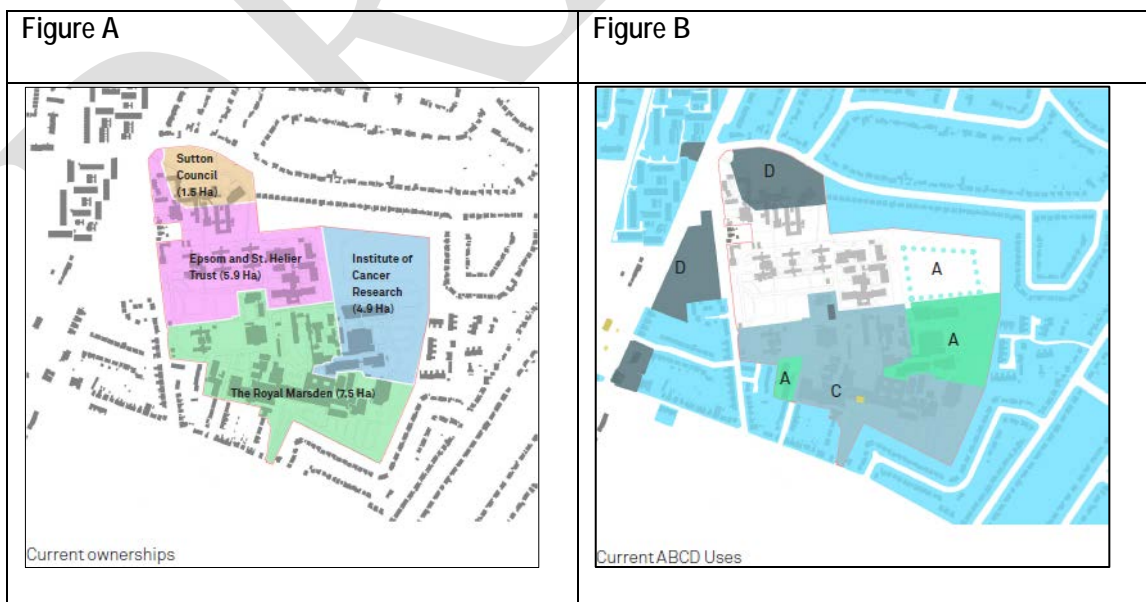 Figure A
Figure B
Sutton
Council
(1.5 Ha)
Epsom and St. Helier
Trust (5.9 Ha)
Institute of
Cancer
Research
(4.9 Ha)
The Royal Marsden (7.5 Ha)
Current ownerships
D
D
A
A
A
C
Current ABCD Uses